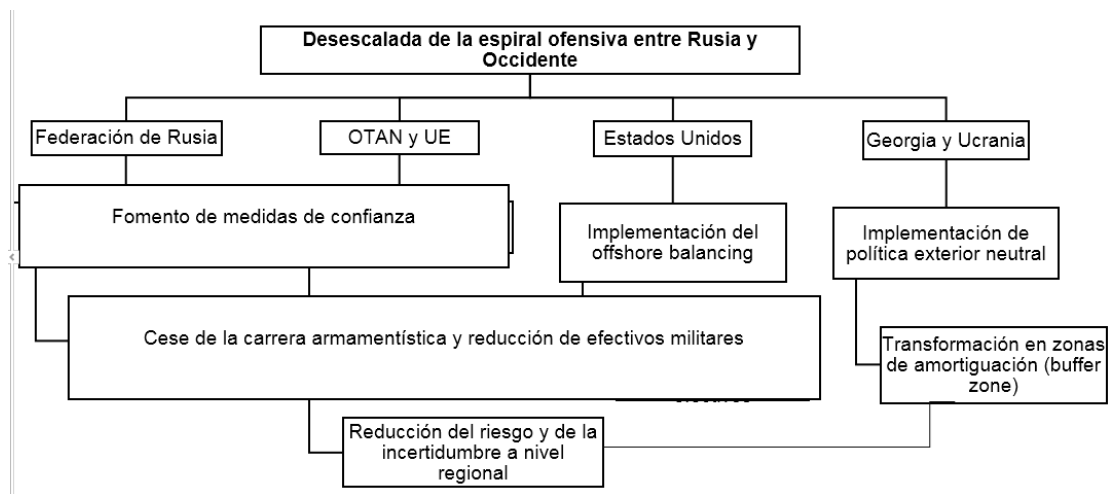 Desescalada de la espiral ofensiva entre Rusia y
Occidente
Federación de Rusia
OTAN y UE
Estados Unidos
Georgia y Ucrania
Fomento de medidas de confianza
Implementación del
offshore balancing
Implementación de
política exterior neutral
Cese de la carrera armamentística y reducción de efectivos militares
Transformación en zonas
de amortiguación (buffer
zone)
Reducción del riesgo y de la
incertidumbre a nivel
regional